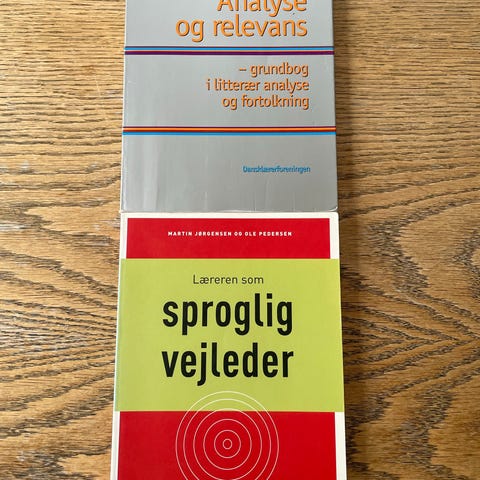 Analyse
og relevans
– grundbog
i litterær analyse
og fortolkning
Dansklærerforeningen
MARTIN JØRGENSEN OG OLE PEDERSEN
Læreren som
sproglig
vejleder